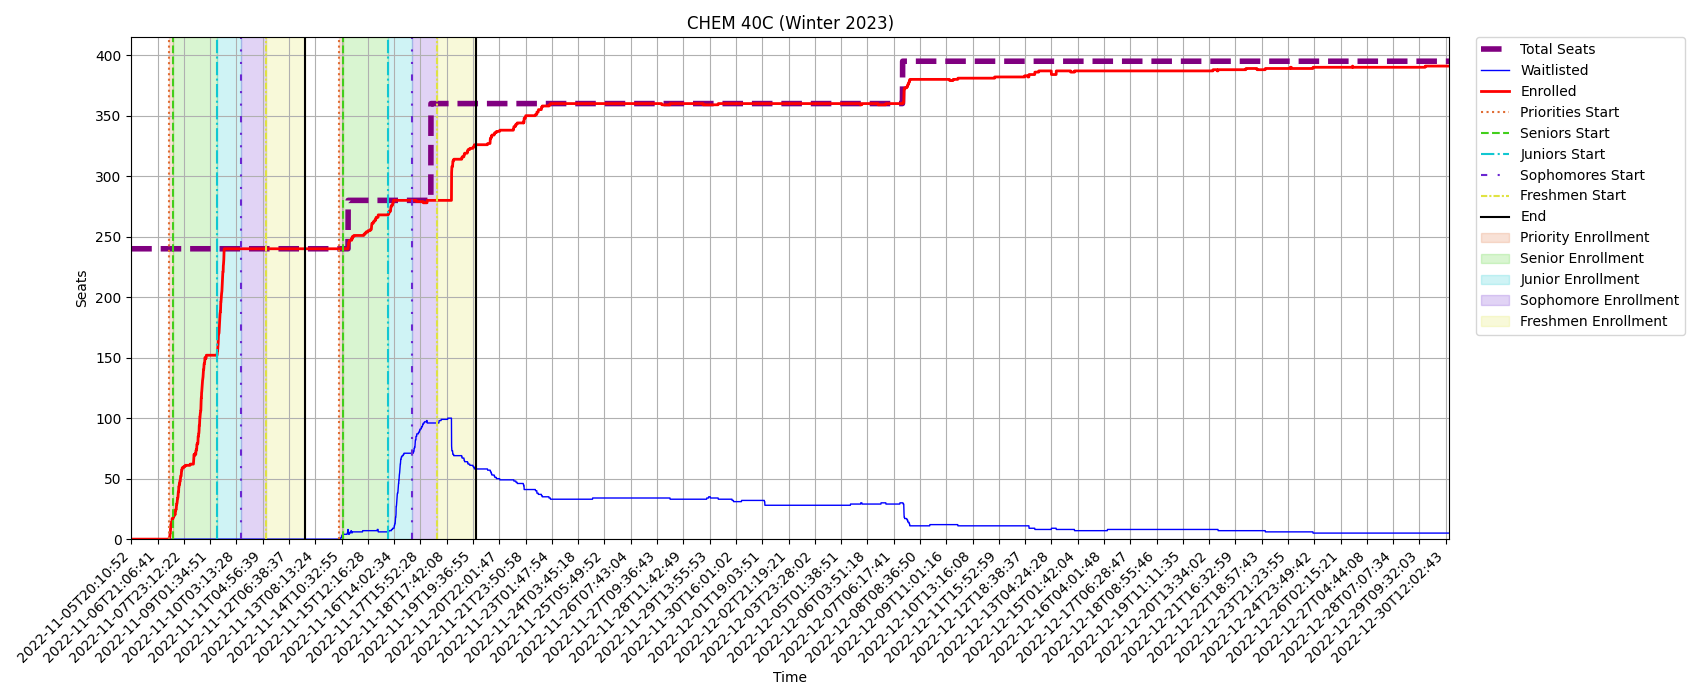 CHEM 40C (Winter 2023)
Seats
400
350
300
250
200
150
100
50
0
2022-11-05T20:10:52
2022-11-06T21:06:41
2022-11-07T23:12:22
2022-11-09T01:34:51
2022-11-10T03:13:28
2022-11-11T04:56:39
2022-11-12T06:38:37
2022-11-13T08:13:24
2022-11-14T10:32:55
2022-11-15T12:16:28
2022-11-16T14:02:34
2022-11-17T15:52:28
2022-11-18T17:42:08
2022-11-19T19:36:55
2022-11-20T22:01:47
2022-11-21T23:50:58
2022-11-23T01:47:54
2022-11-24T03:45:18
2022-11-25T05:49:52
2022-11-26T07:43:04
2022-11-27T09:36:43
2022-11-28T11:42:49
2022-11-29T13:55:53
2022-11-30T16:01:02
2022-12-01T19:03:51
2022-12-02T21:19:21
2022-12-03T23:28:02
2022-12-05T01:38:51
2022-12-06T03:51:18
2022-12-07T06:17:41
2022-12-08T08:36:50
2022-12-09T11:01:16
2022-12-10T13:16:08
2022-12-11T15:52:59
2022-12-12T18:38:37
2022-12-13T04:24:28
2022-12-15T01:42:04
2022-12-16T04:01:48
2022-12-17T06:28:47
2022-12-18T08:55:46
2022-12-19T11:11:35
2022-12-20T13:34:02
2022-12-21T16:32:59
2022-12-22T18:57:43
2022-12-23T21:23:55
2022-12-24T23:49:42
2022-12-26T02:15:21
2022-12-27T04:44:08
2022-12-28T07:07:34
2022-12-29T09:32:03
2022-12-30T12:02:43
Time
Total Seats
Waitlisted
Enrolled
Priorities Start
Seniors Start
Juniors Start
Sophomores Start
Freshmen Start
End
Priority Enrollment
Senior Enrollment
Junior Enrollment
Sophomore Enrollment
Freshmen Enrollment